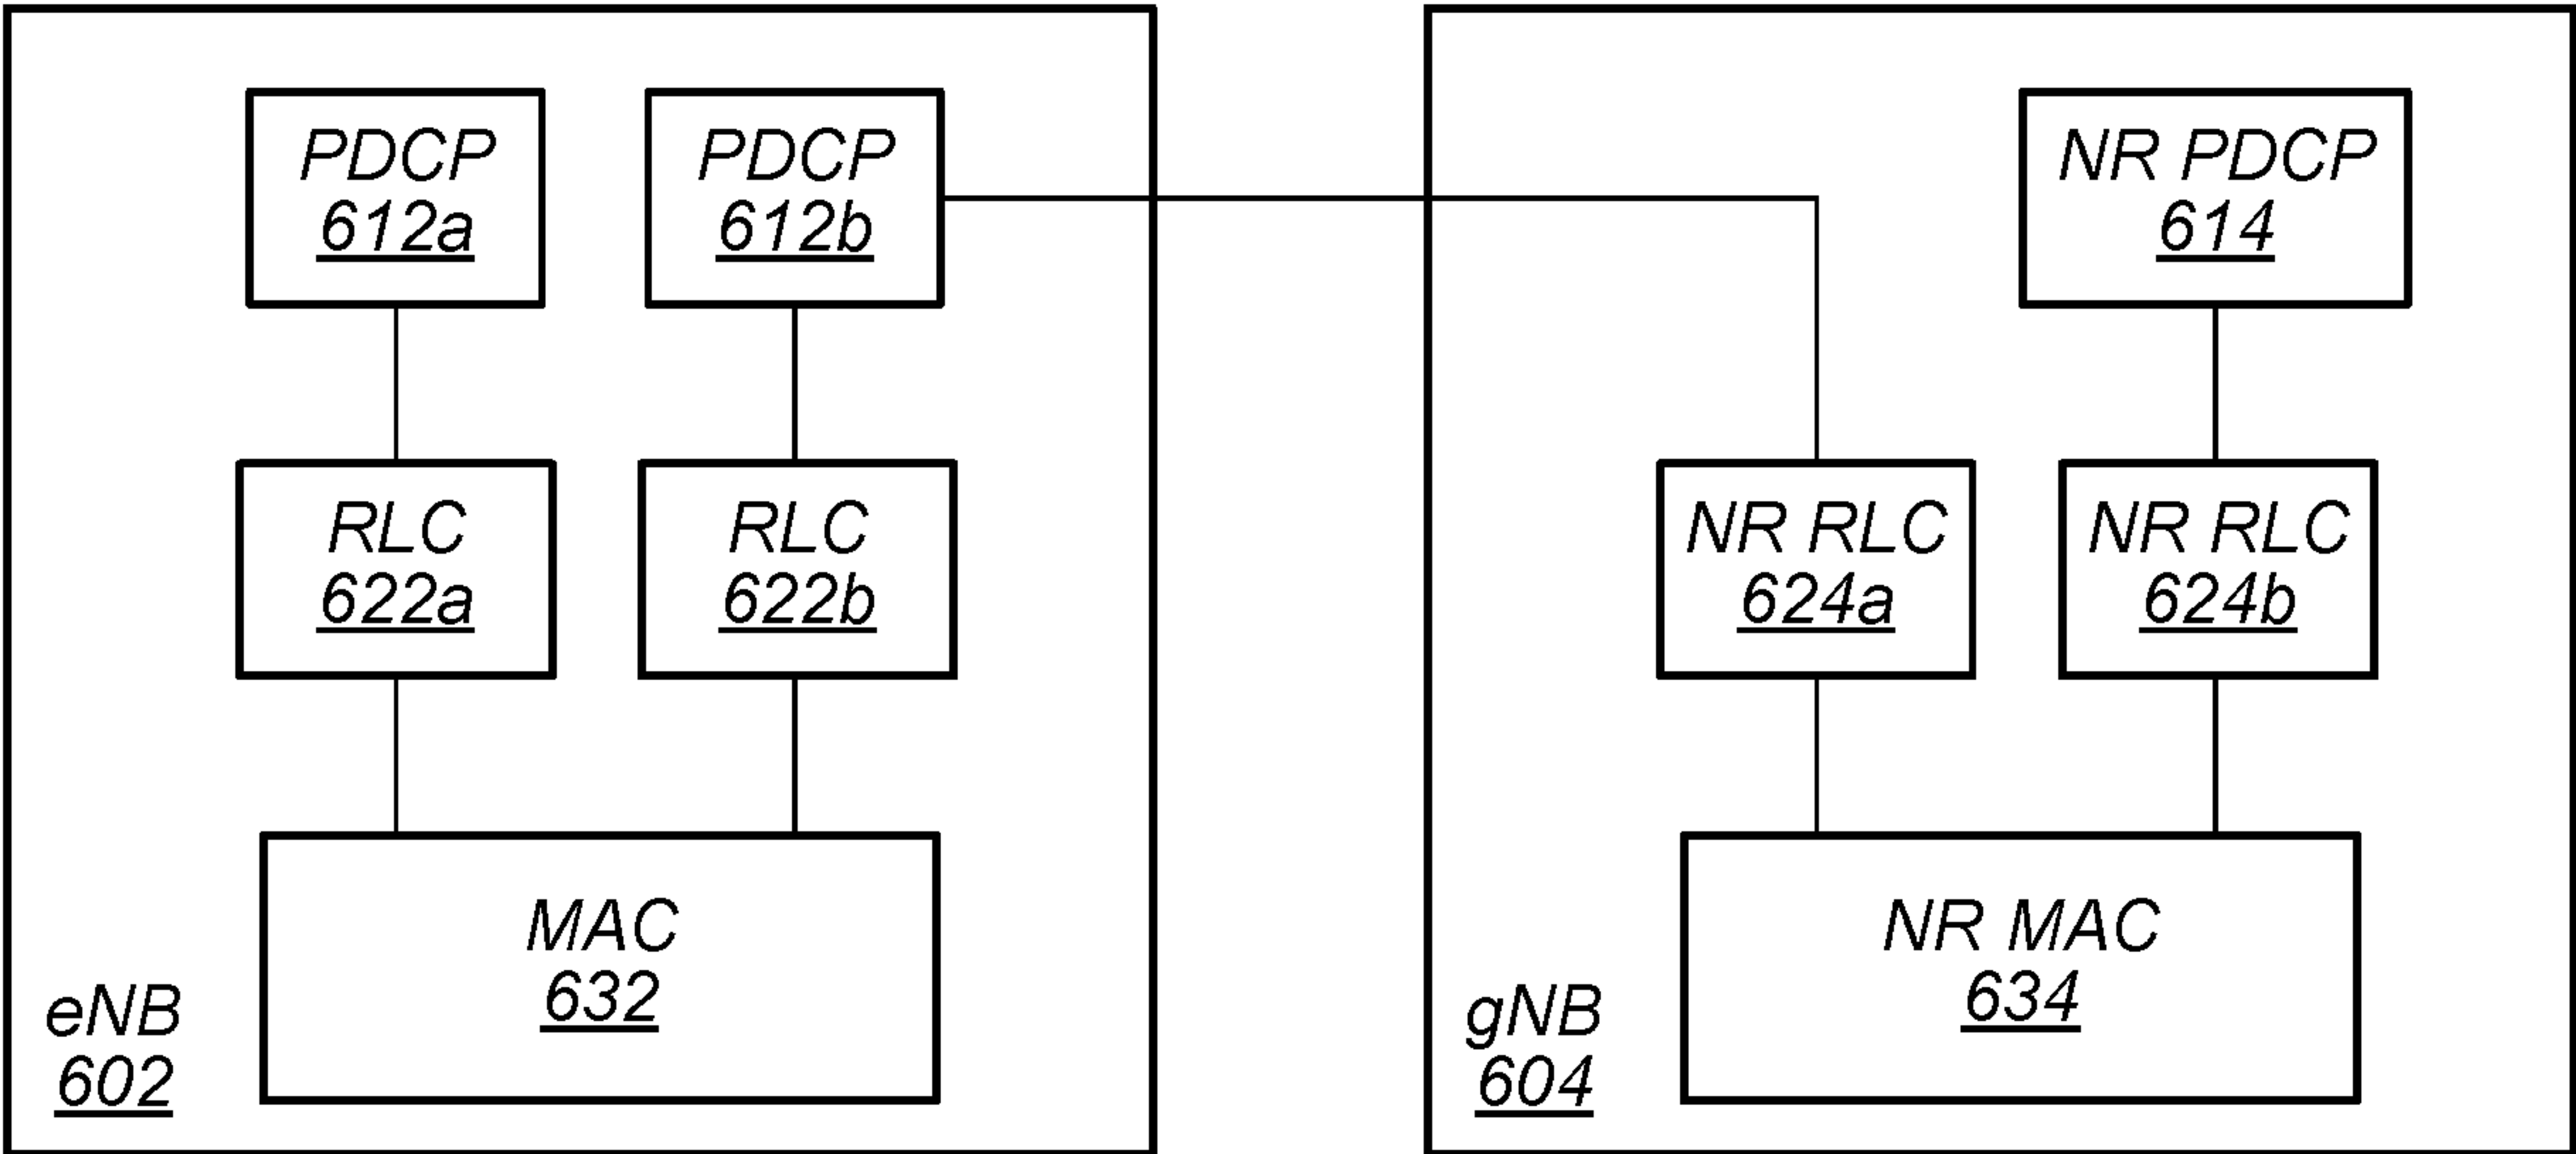 PDCP
612a
PDCP
612b
NR PDCP
614
RLC
622a
RLC
622b
NR RLC
624a
NR RLC
624b
MAC
632
NR MAC
634
eNB
602
gNB
604